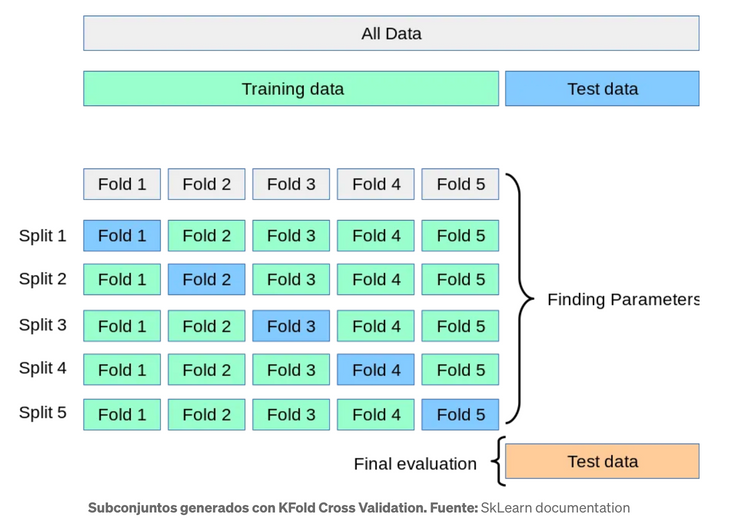 All Data
Training data Test data
Fold 1 Fold 2 Fold 3 Fold 4 Fold 5
Split 1 Fold 1 Fold 2 Fold 3 Fold 4 Fold 5
Split 2 Fold 1 Fold 2 Fold 3 Fold 4 Fold 5
Finding Parameters
Split 3 Fold 1 Fold 2 Fold 3 Fold 4 Fold 5
Split 4 Fold 1 Fold 2 Fold 3 Fold 4 Fold 5
Split 5 Fold 1 Fold 2 Fold 3 Fold 4 Fold 5
Final evaluation Test data
Subconjuntos generados con KFold Cross Validation. Fuente: SkLearn documentation